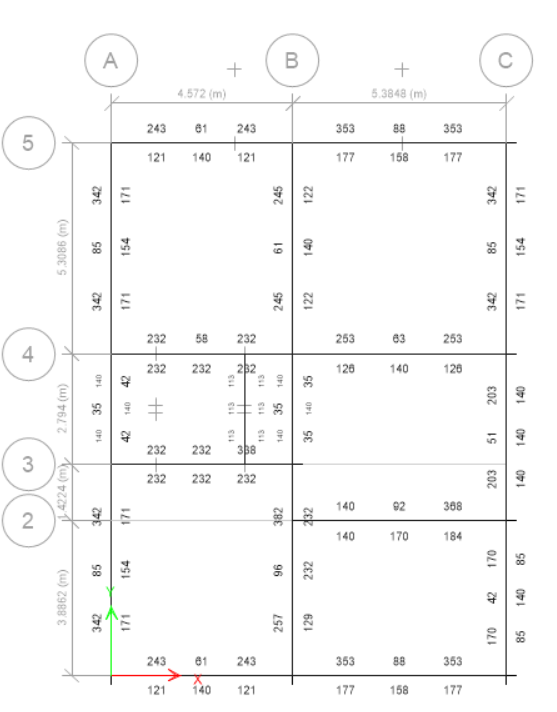 A B C
4.572 (m) 5.3848 (m)
5
243 61 243 353 88 353
121 140 121 177 158 177
342 171 245 122 342 171
5.3086 (m)
85 154 61 140 85 154
342 171 245 122 342 171
4
232 58 232 253 63 253
232 232 232 126 140 126
140 42 113 113 140 35 203 140
2.794 (m)
35 140 113 113 35 140 51 140
140 42 113 113 140 35 203 140
3
232 232 338
232 232 232
1.4224 (m)
2
342 171 382 232 140 92 368
140 170 184
3.8862 (m)
85 154 96 232 170 85
42 140
342 171 257 129 170 85
Y
243 61 243 353 88 353
X
121 140 121 177 158 177